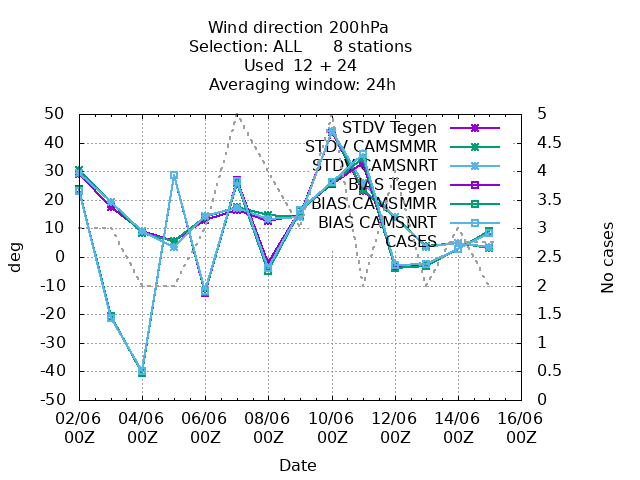 Wind direction 200hPa
Selection: ALL 8 stations
Used 12 + 24
Averaging window: 24h
50 5
40 4.5
30 4
20 3.5
10 3
0 2.5
-10 2
-20 1.5
-30 1
-40 0.5
-50 0
STDV Tegen
STDV CAMSMMR
STDV CAMSNRT
BIAS Tegen
BIAS CAMSMMR
BIAS CAMSNRT
CASES
deg
No cases
02/06 04/06 06/06 08/06 10/06 12/06 14/06 16/06
00Z 00Z 00Z 00Z 00Z 00Z 00Z 00Z
Date